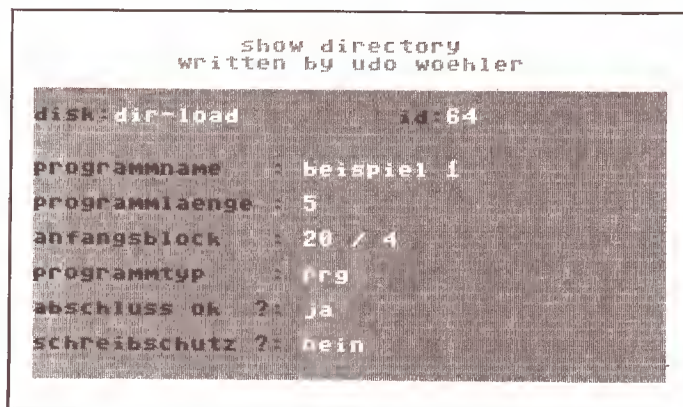 show directory
written by udo woehler
disk:dir-load id:64
programmname : beispiel 1
programmlaenge : 5
anfangsblock : 20 / 4
programmtyp : prg
abschluss ok ?: ja
schreibschutz ?: nein